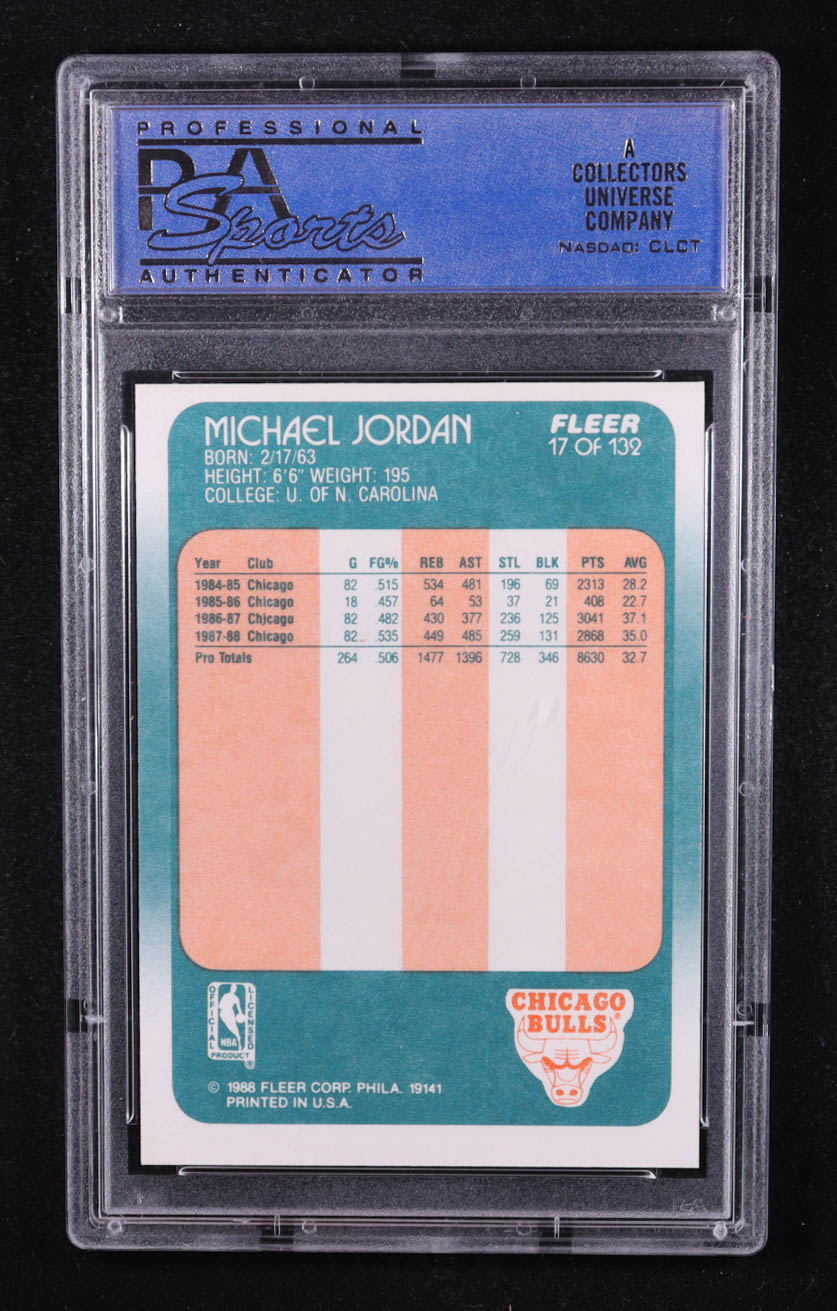 PROFESSIONAL
PSA
Sports
AUTHENTICATOR
A
COLLECTORS
UNIVERSE
COMPANY
NASDAQ: CLCT
MICHAEL JORDAN
FLEER
17 OF 132
BORN: 2/17/63
HEIGHT: 6'6" WEIGHT: 195
COLLEGE: U. OF N. CAROLINA
Year Club G FG% REB AST STL BLK PTS AVG
1984-85 Chicago 82 .515 534 481 196 69 2313 28.2
1985-86 Chicago 18 .457 64 53 37 21 408 22.7
1986-87 Chicago 82 .482 430 377 236 125 3041 37.1
1987-88 Chicago 82 .535 449 485 259 131 2868 35.0
Pro Totals 264 .506 1477 1396 728 346 8630 32.7
OFFICIAL
LICENSED
NBA
PRODUCT
®
CHICAGO
BULLS®
© 1988 FLEER CORP. PHILA. 19141
PRINTED IN U.S.A.
PSA